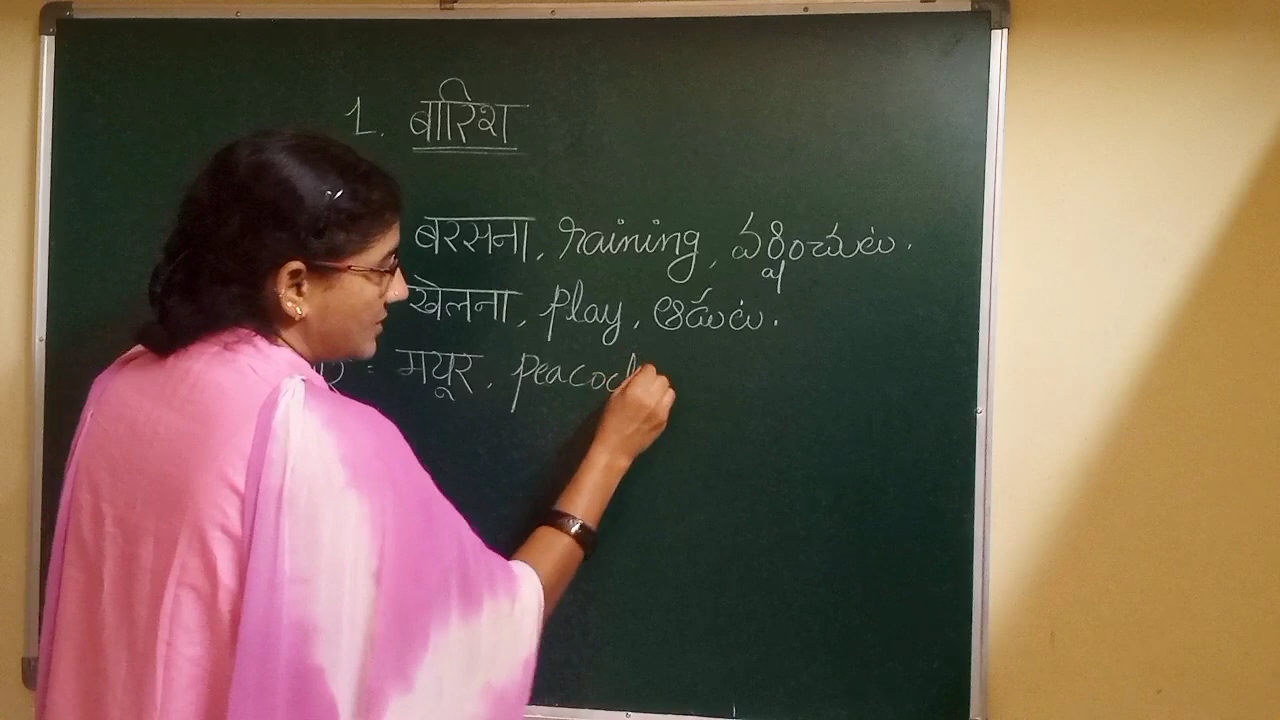 1. बारिश
बरसना, raining, వర్షించుట.
खेलना, play, ఆడుట.
= मयूर, peacock